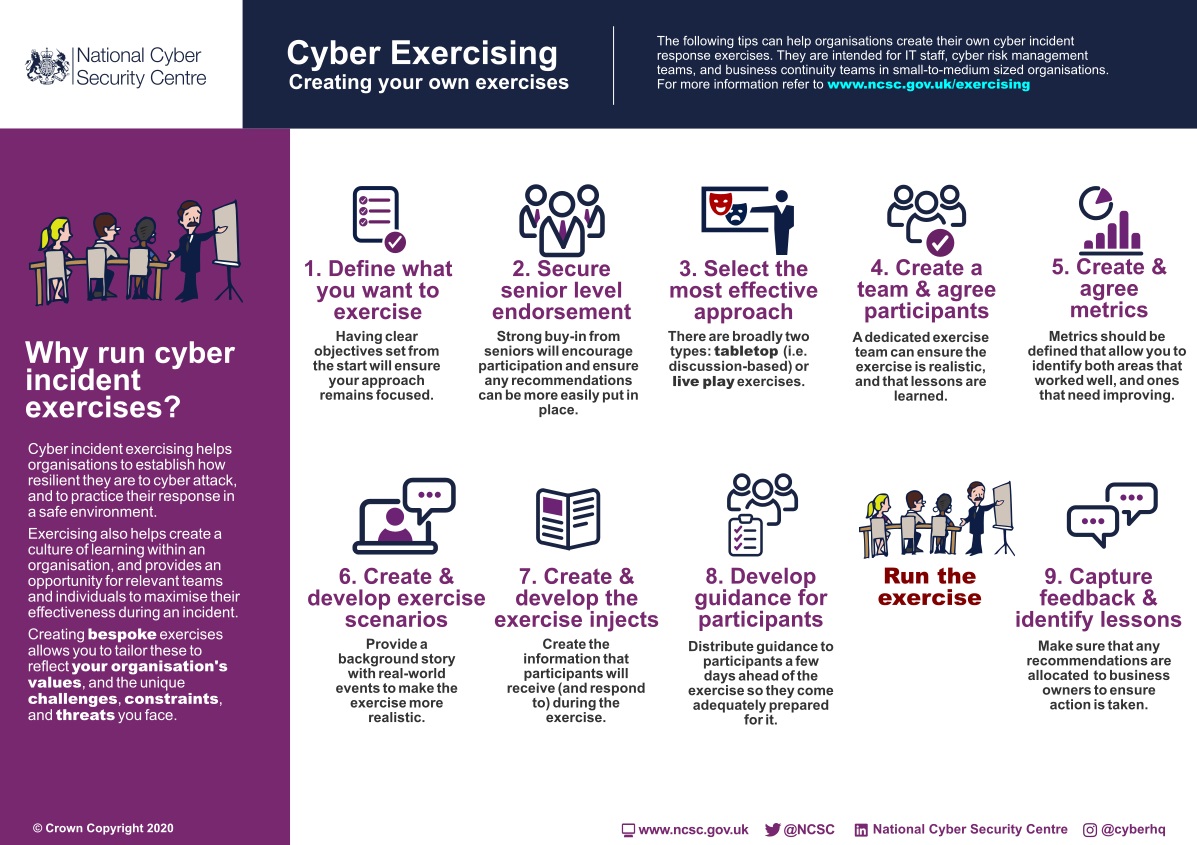 National Cyber
Security Centre
Cyber Exercising
Creating your own exercises
The following tips can help organisations create their own cyber incident
response exercises. They are intended for IT staff, cyber risk management
teams, and business continuity teams in small-to-medium sized organisations.
For more information refer to www.ncsc.gov.uk/exercising
Why run cyber
incident
exercises?
Cyber incident exercising helps
organisations to establish how
resilient they are to cyber attack,
and to practice their response in
a safe environment.
Exercising also helps create a
culture of learning within an
organisation, and provides an
opportunity for relevant teams
and individuals to maximise their
effectiveness during an incident.
Creating bespoke exercises
allows you to tailor these to
reflect your organisation's
values, and the unique
challenges, constraints,
and threats you face.
© Crown Copyright 2020
1. Define what
you want to
exercise
Having clear
objectives set from
the start will ensure
your approach
remains focused.
2. Secure
senior level
endorsement
Strong buy-in from
seniors will encourage
participation and ensure
any recommendations
can be more easily put in
place.
3. Select the
most effective
approach
There are broadly two
types: tabletop (i.e.
discussion-based) or
live play exercises.
4. Create a
team & agree
participants
A dedicated exercise
team can ensure the
exercise is realistic,
and that lessons are
learned.
5. Create &
agree
metrics
Metrics should be
defined that allow you to
identify both areas that
worked well, and ones
that need improving.
6. Create &
develop exercise
scenarios
Provide a
background story
with real-world
events to make the
exercise more
realistic.
7. Create &
develop the
exercise injects
Create the
information that
participants will
receive (and respond
to) during the
exercise.
8. Develop
guidance for
participants
Distribute guidance to
participants a few
days ahead of the
exercise so they come
adequately prepared
for it.
Run the
exercise
9. Capture
feedback &
identify lessons
Make sure that any
recommendations are
allocated to business
owners to ensure
action is taken.
www.ncsc.gov.uk
@NCSC
National Cyber Security Centre
@cyberhq